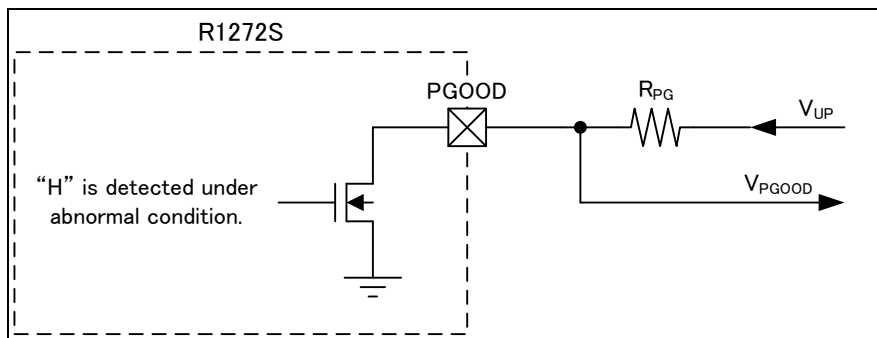 R1272S
PGOOD
RPG
VUP
VPGOOD
“H” is detected under
abnormal condition.